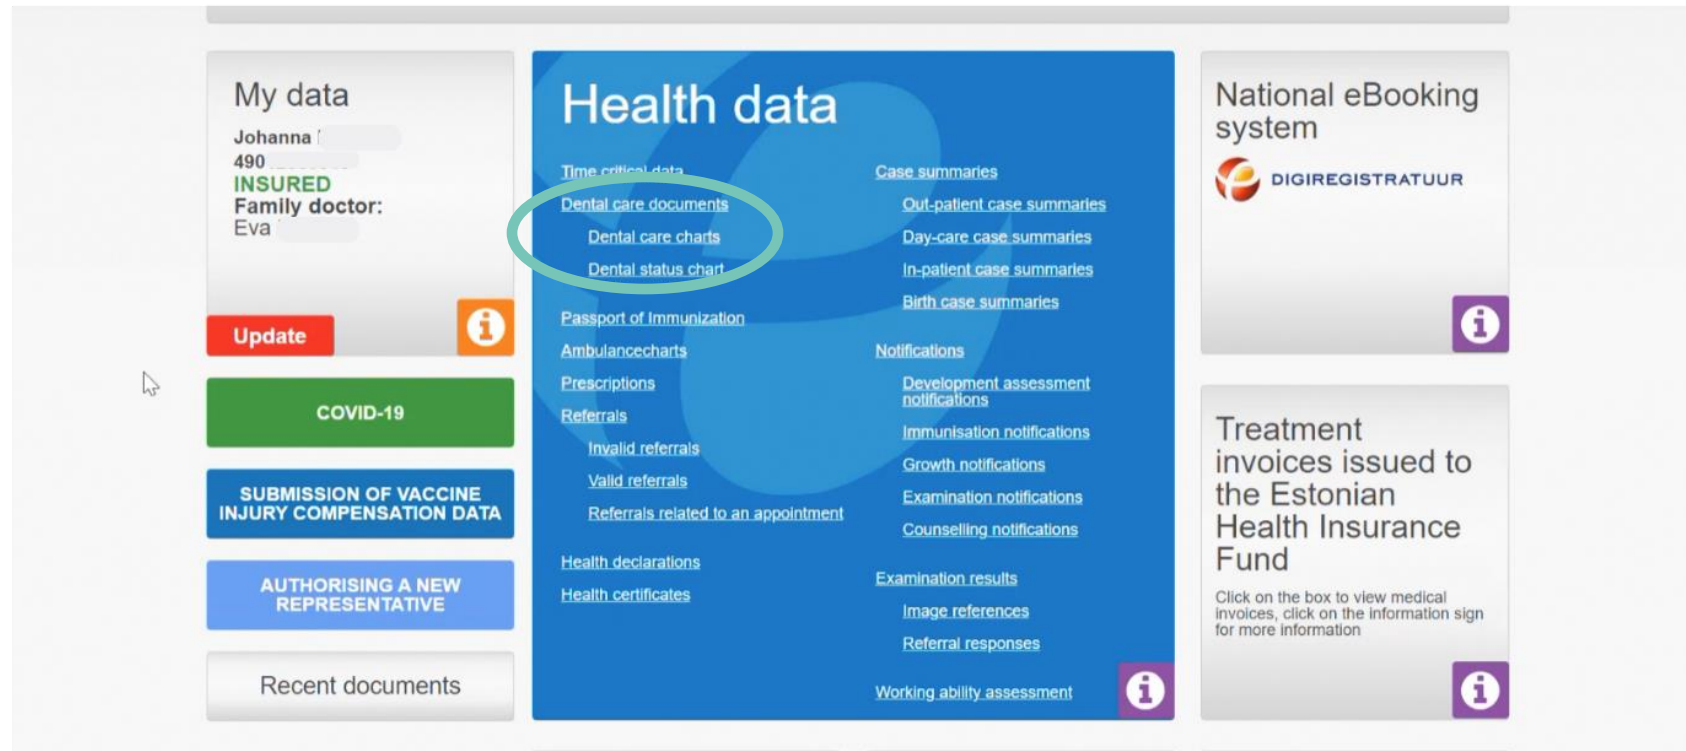 My data
Johanna
490
INSURED
Family doctor:
Eva
Update
COVID-19
SUBMISSION OF VACCINE
INJURY COMPENSATION DATA
AUTHORISING A NEW
REPRESENTATIVE
Recent documents
Health data
Time critical data
Dental care documents
Dental care charts
Dental status chart
Passport of Immunization
Ambulancecharts
Prescriptions
Referrals
Invalid referrals
Valid referrals
Referrals related to an appointment
Health declarations
Health certificates
Case summaries
Out-patient case summaries
Day-care case summaries
In-patient case summaries
Birth case summaries
Notifications
Development assessment
notifications
Immunisation notifications
Growth notifications
Examination notifications
Counselling notifications
Examination results
Image references
Referral responses
Working ability assessment
National eBooking
system
DIGIREGISTRATUUR
Treatment
invoices issued to
the Estonian
Health Insurance
Fund
Click on the box to view medical
invoices, click on the information sign
for more information